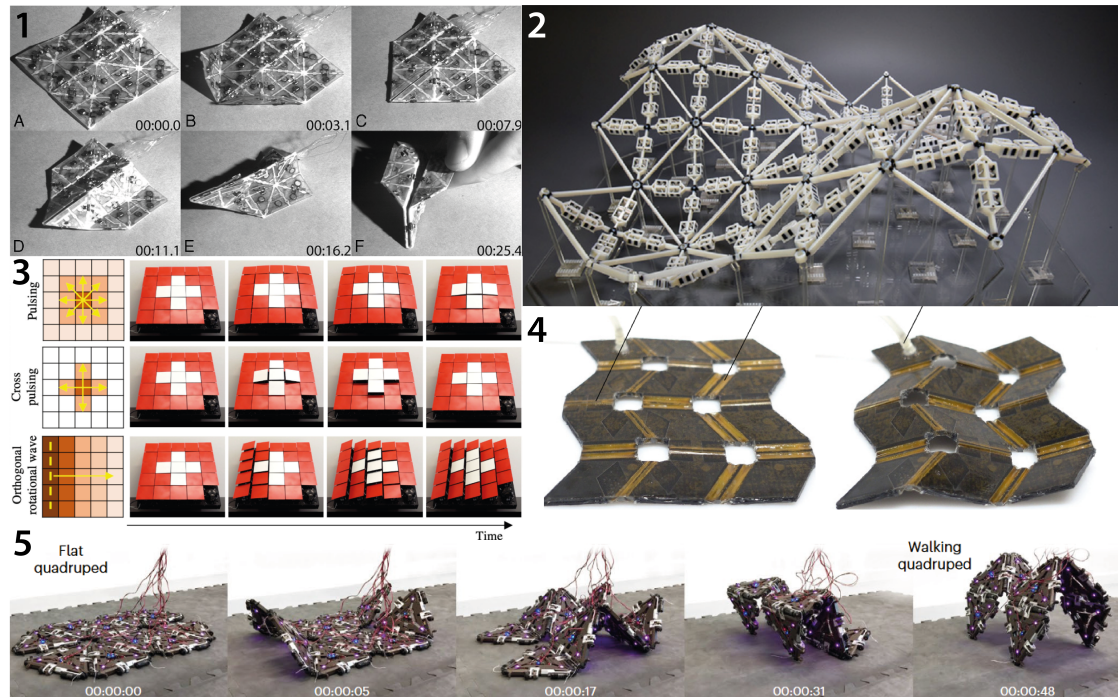 1
A
00:00.0
B
00:03.1
C
00:07.9
D
00:11.1
E
00:16.2
F
00:25.4
2
3
Pulsing
Cross
pulsing
Orthogonal
rotational wave
Time
4
5
Flat
quadruped
Walking
quadruped
00:00:00
00:00:05
00:00:17
00:00:31
00:00:48